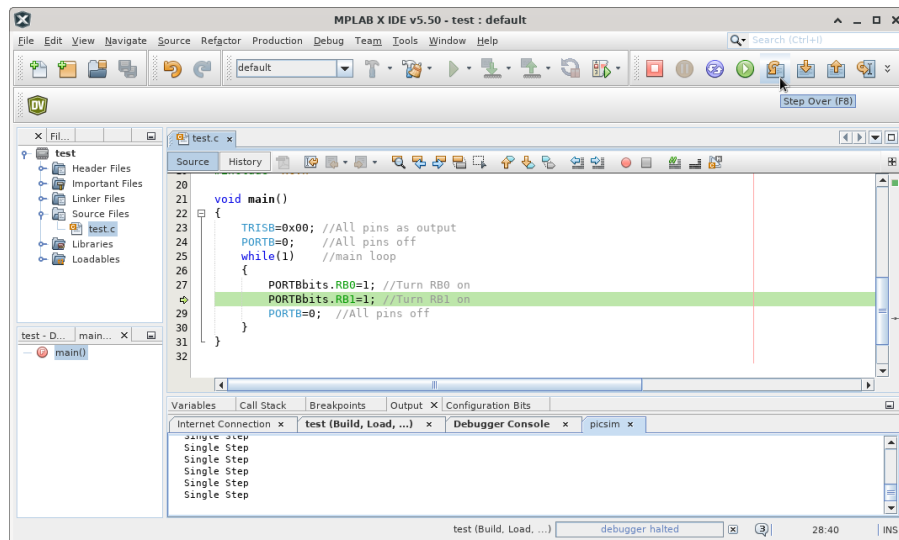 MPLAB X IDE v5.50 - test : default
File Edit View Navigate Source Refactor Production Debug Team Tools Window Help
Search (Ctrl+I)
default
Step Over (F8)
DV
Fil...
test.c
test
Header Files
Important Files
Linker Files
Source Files
test.c
Libraries
Loadables
Source History
20
21 void main()
22 {
23 TRISB=0x00; //All pins as output
24 PORTB=0; //All pins off
25 while(1) //main loop
26 {
27 PORTBbits.RB0=1; //Turn RB0 on
PORTBbits.RB1=1; //Turn RB1 on
29 PORTB=0; //All pins off
30 }
31 }
32
test - D... main...
main()
Variables Call Stack Breakpoints Output Configuration Bits
Internet Connection test (Build, Load, ...) Debugger Console picsim
Single Step
Single Step
Single Step
Single Step
Single Step
Single Step
test (Build, Load, ...) debugger halted 3 28:40 INS